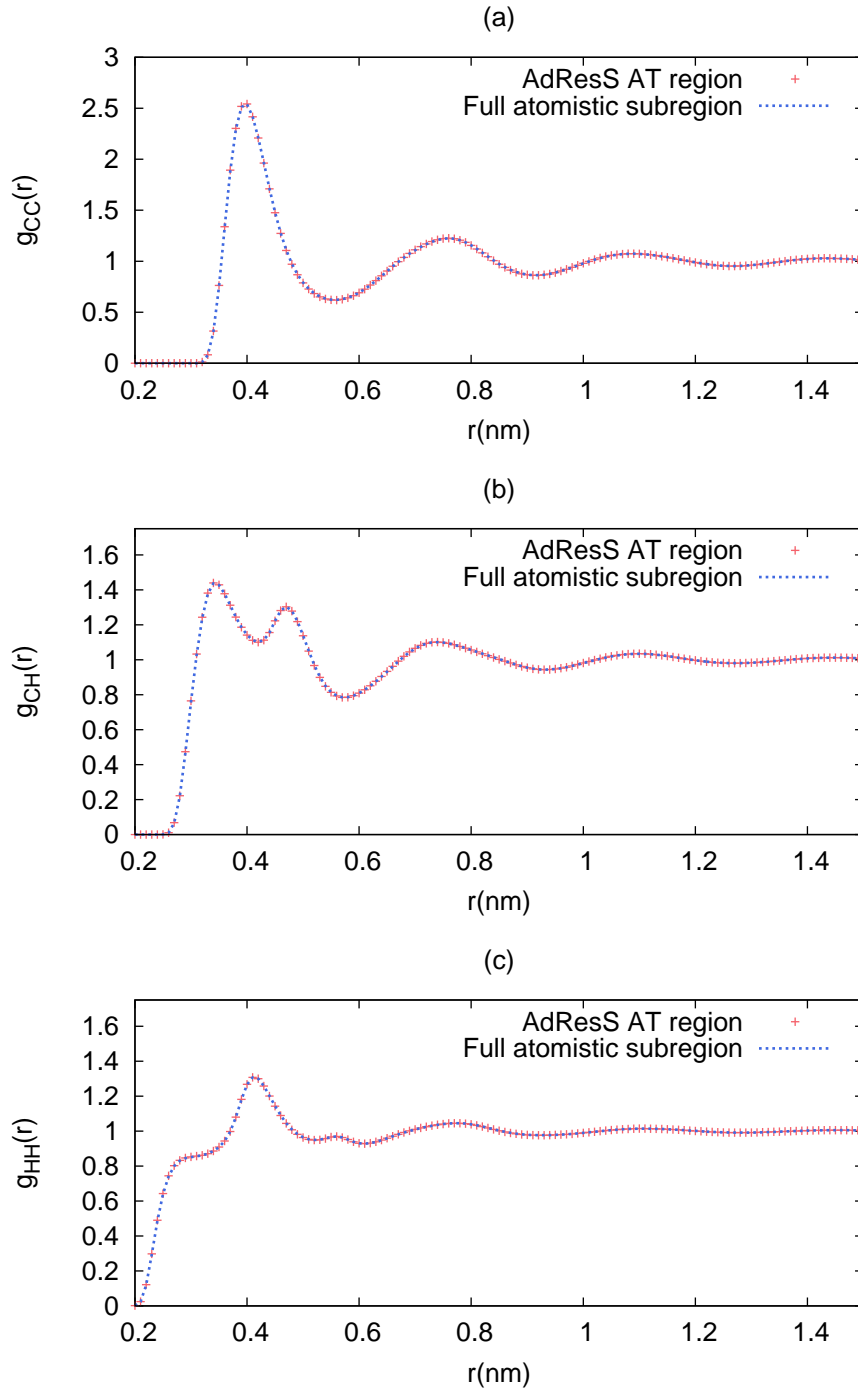 (a)
3
2.5
2
1.5
1
0.5
0
gCC(r)
AdResS AT region
Full atomistic subregion
0.2 0.4 0.6 0.8 1 1.2 1.4
r(nm)
(b)
1.6
1.4
1.2
1
0.8
0.6
0.4
0.2
0
gCH(r)
AdResS AT region
Full atomistic subregion
0.2 0.4 0.6 0.8 1 1.2 1.4
r(nm)
(c)
1.6
1.4
1.2
1
0.8
0.6
0.4
0.2
0
gHH(r)
AdResS AT region
Full atomistic subregion
0.2 0.4 0.6 0.8 1 1.2 1.4
r(nm)